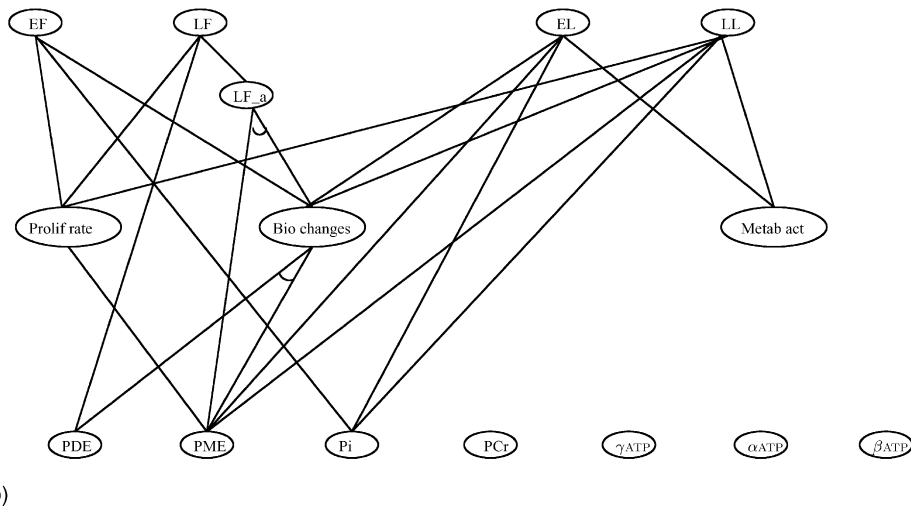 EF LF EL LL
LF_a
Prolif rate Bio changes Metab act
PDE PME Pi PCr γATP αATP βATP
)